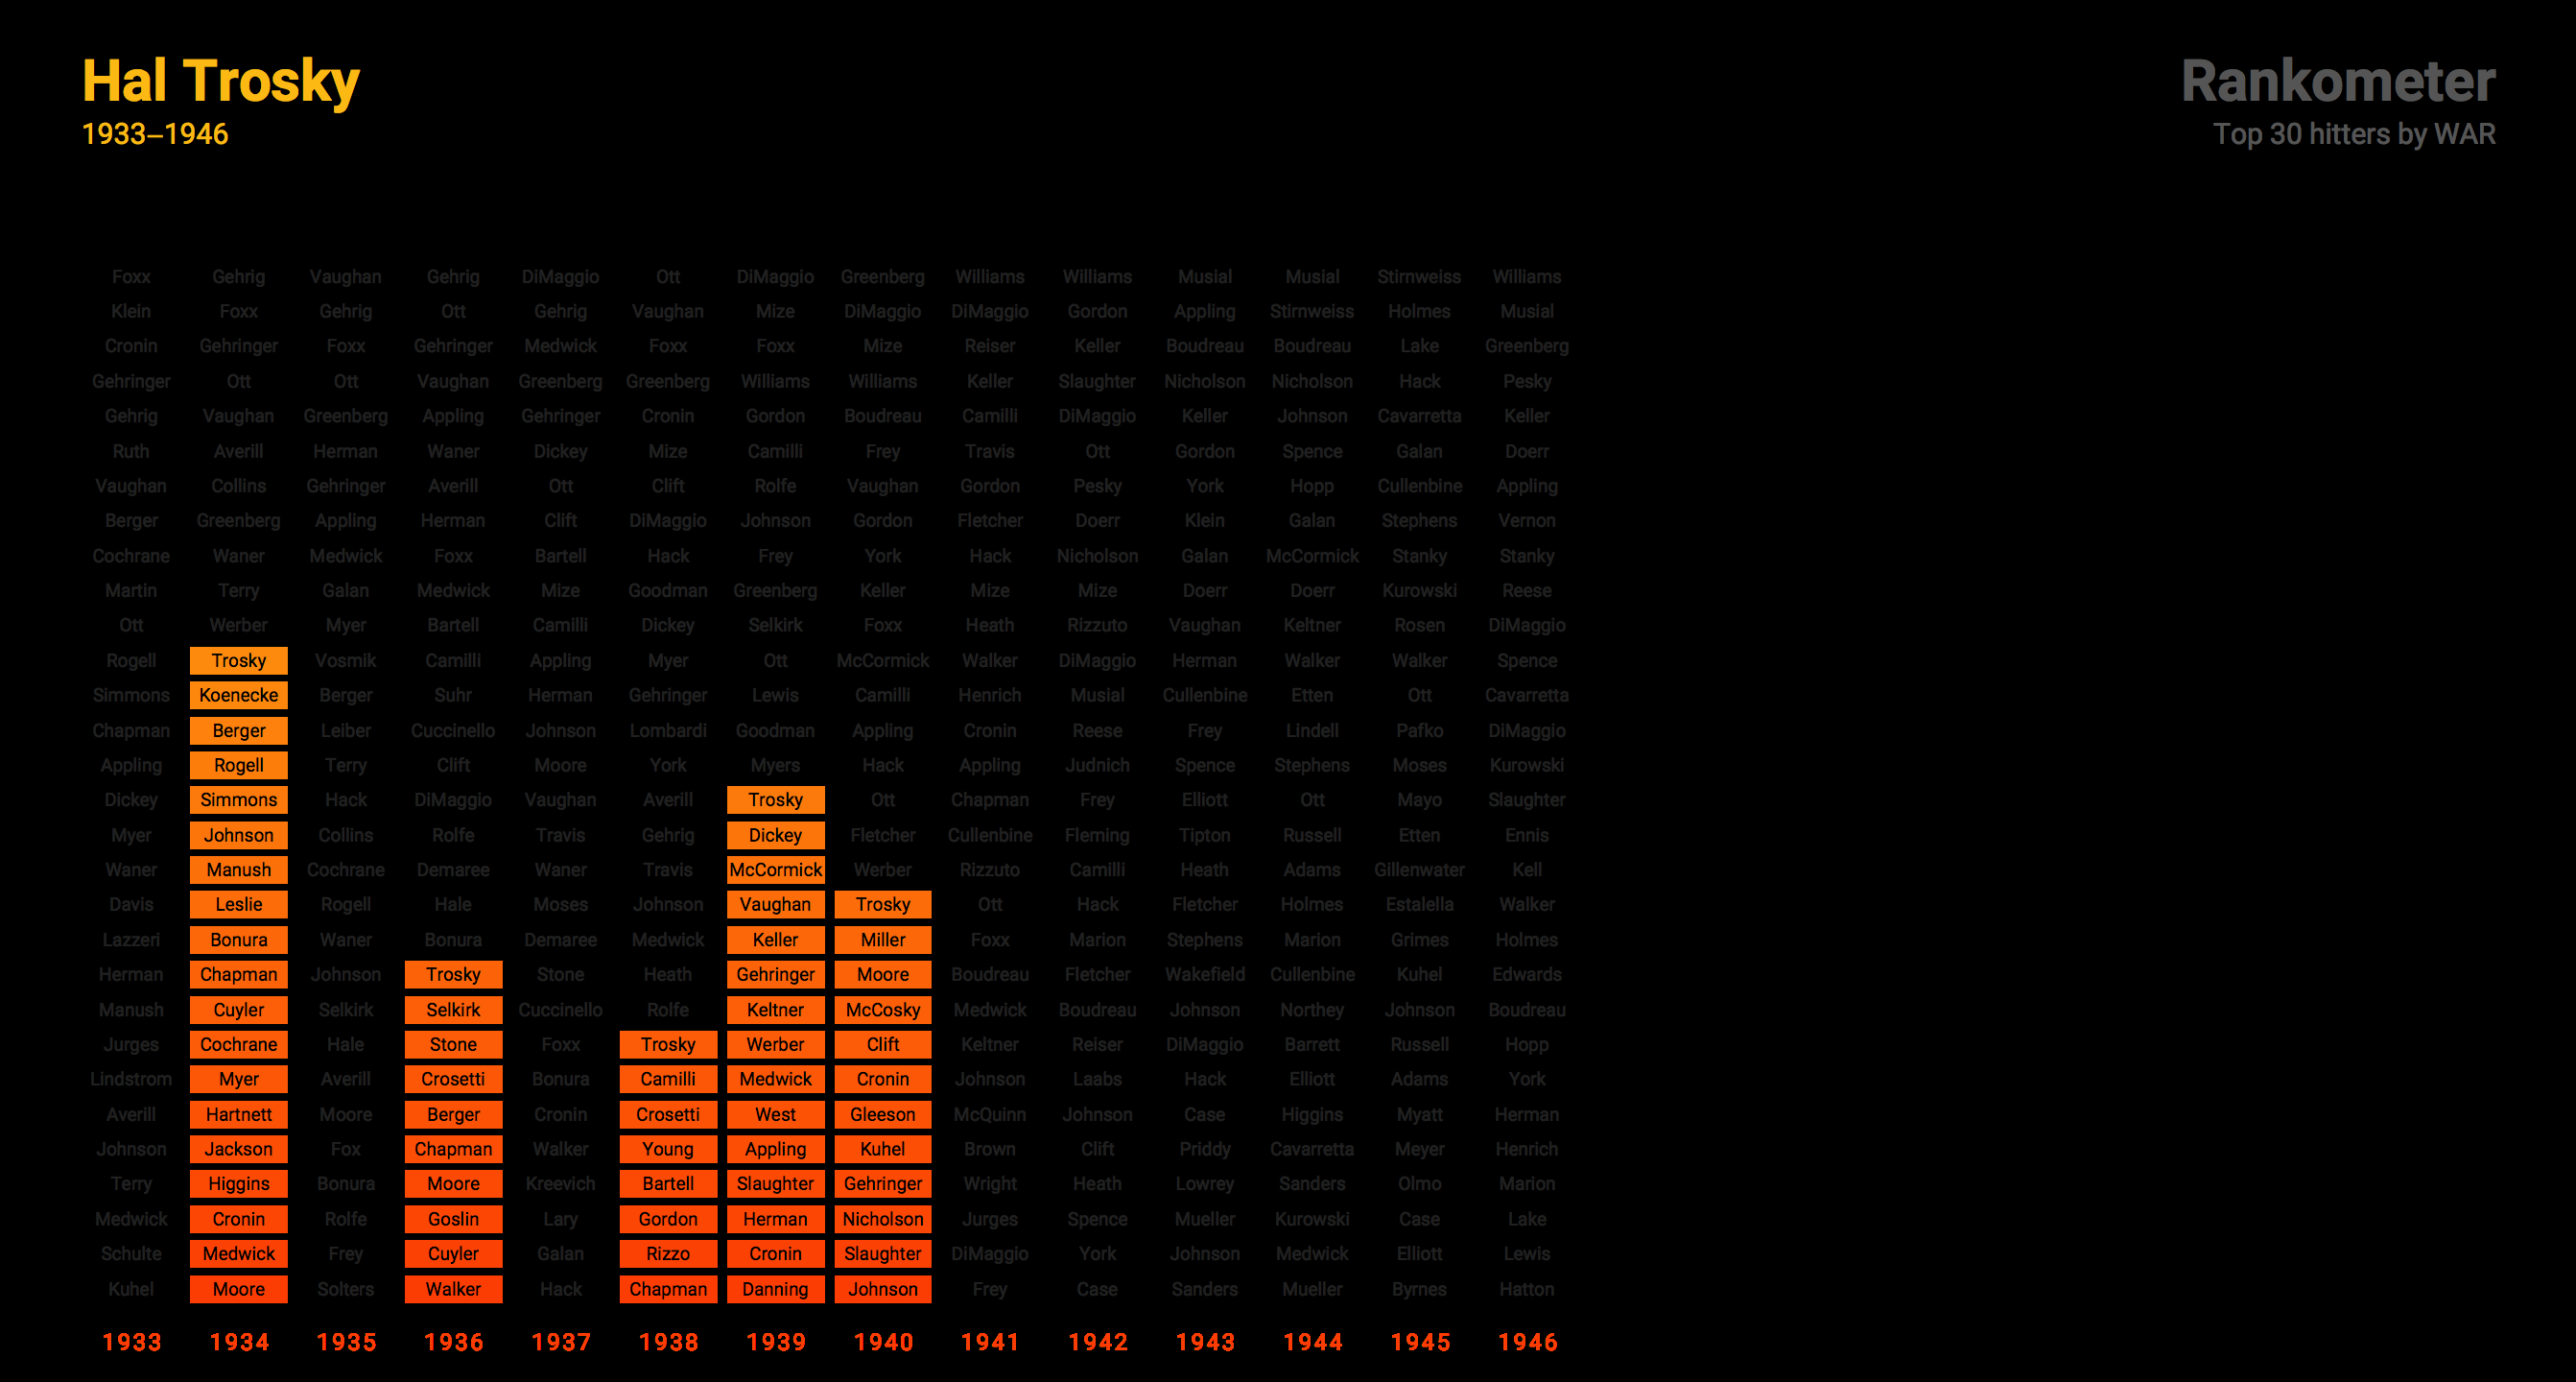 Hal Trosky
1933–1946
Rankometer
Top 30 hitters by WAR
Foxx Gehrig Vaughan Gehrig DiMaggio Ott DiMaggio Greenberg Williams Williams Musial Musial Stirnweiss Williams
Klein Foxx Gehrig Ott Gehrig Vaughan Mize DiMaggio DiMaggio Gordon Appling Stirnweiss Holmes Musial
Cronin Gehringer Foxx Gehringer Medwick Foxx Foxx Mize Reiser Keller Boudreau Boudreau Lake Greenberg
Gehringer Ott Ott Vaughan Greenberg Greenberg Williams Williams Keller Slaughter Nicholson Nicholson Hack Pesky
Gehrig Vaughan Greenberg Appling Gehringer Cronin Gordon Boudreau Camilli DiMaggio Keller Johnson Cavarretta Keller
Ruth Averill Herman Waner Dickey Mize Camilli Frey Travis Ott Gordon Spence Galan Doerr
Vaughan Collins Gehringer Averill Ott Clift Rolfe Vaughan Gordon Pesky York Hopp Cullenbine Appling
Berger Greenberg Appling Herman Clift DiMaggio Johnson Gordon Fletcher Doerr Klein Galan Stephens Vernon
Cochrane Waner Medwick Foxx Bartell Hack Frey York Hack Nicholson Galan McCormick Stanky Stanky
Martin Terry Galan Medwick Mize Goodman Greenberg Keller Mize Mize Doerr Doerr Kurowski Reese
Ott Werber Myer Bartell Camilli Dickey Selkirk Foxx Heath Rizzuto Vaughan Keltner Rosen DiMaggio
Rogell Trosky Vosmik Camilli Appling Myer Ott McCormick Walker DiMaggio Herman Walker Walker Spence
Simmons Koenecke Berger Suhr Herman Gehringer Lewis Camilli Henrich Musial Cullenbine Etten Ott Cavarretta
Chapman Berger Leiber Cuccinello Johnson Lombardi Goodman Appling Cronin Reese Frey Lindell Pafko DiMaggio
Appling Rogell Terry Clift Moore York Myers Hack Appling Judnich Spence Stephens Moses Kurowski
Dickey Simmons Hack DiMaggio Vaughan Averill Trosky Ott Chapman Frey Elliott Ott Mayo Slaughter
Myer Johnson Collins Rolfe Travis Gehrig Dickey Fletcher Cullenbine Fleming Tipton Russell Etten Ennis
Waner Manush Cochrane Demaree Waner Travis McCormick Werber Rizzuto Camilli Heath Adams Gillenwater Kell
Davis Leslie Rogell Hale Moses Johnson Vaughan Trosky Ott Hack Fletcher Holmes Estalella Walker
Lazzeri Bonura Waner Bonura Demaree Medwick Keller Miller Foxx Marion Stephens Marion Grimes Holmes
Herman Chapman Johnson Trosky Stone Heath Gehringer Moore Boudreau Fletcher Wakefield Cullenbine Kuhel Edwards
Manush Cuyler Selkirk Selkirk Cuccinello Rolfe Keltner McCosky Medwick Boudreau Johnson Northey Johnson Boudreau
Jurges Cochrane Hale Stone Foxx Trosky Werber Clift Keltner Reiser DiMaggio Barrett Russell Hopp
Lindstrom Myer Averill Crosetti Bonura Camilli Medwick Cronin Johnson Laabs Hack Elliott Adams York
Averill Hartnett Moore Berger Cronin Crosetti West Gleeson McQuinn Johnson Case Higgins Myatt Herman
Johnson Jackson Fox Chapman Walker Young Appling Kuhel Brown Clift Priddy Cavarretta Meyer Henrich
Terry Higgins Bonura Moore Kreevich Bartell Slaughter Gehringer Wright Heath Lowrey Sanders Olmo Marion
Medwick Cronin Rolfe Goslin Lary Gordon Herman Nicholson Jurges Spence Mueller Kurowski Case Lake
Schulte Medwick Frey Cuyler Galan Rizzo Cronin Slaughter DiMaggio York Johnson Medwick Elliott Lewis
Kuhel Moore Solters Walker Hack Chapman Danning Johnson Frey Case Sanders Mueller Byrnes Hatton
1933 1934 1935 1936 1937 1938 1939 1940 1941 1942 1943 1944 1945 1946